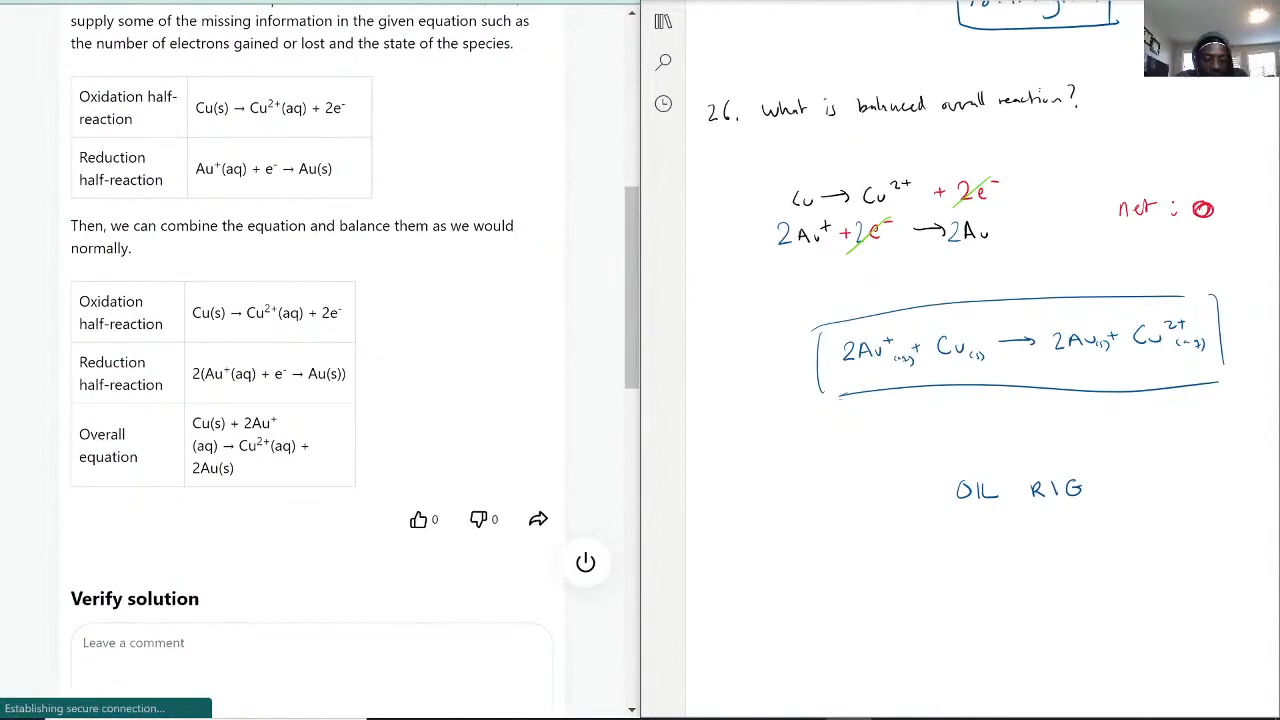 supply some of the missing information in the given equation such as
the number of electrons gained or lost and the state of the species.
Oxidation half-
reaction
Cu(s) → Cu²⁺(aq) + 2e⁻
Reduction
half-reaction
Au⁺(aq) + e⁻ → Au(s)
Then, we can combine the equation and balance them as we would
normally.
Oxidation
half-reaction
Cu(s) → Cu²⁺(aq) + 2e⁻
Reduction
half-reaction
2(Au⁺(aq) + e⁻ → Au(s))
Overall
equation
Cu(s) + 2Au⁺
(aq) → Cu²⁺(aq) +
2Au(s)
0
0
Verify solution
Leave a comment
Establishing secure connection...
26. What is balanced overall reaction?
Cu → Cu²⁺ + 2e⁻
2Au⁺ + 2e⁻ → 2Au
net : 0
2Au⁺(aq) + Cu(s) → 2Au(s) + Cu²⁺(aq)
OIL RIG